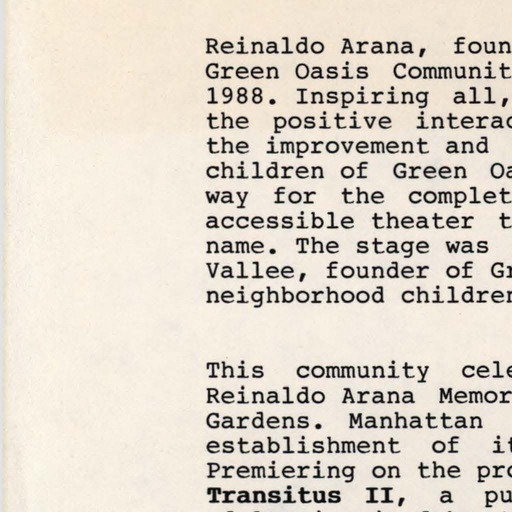 Reinaldo Arana, foun
Green Oasis Communit
1988. Inspiring all,
the positive interac
the improvement and
children of Green Oa
way for the complet
accessible theater t
name. The stage was
Vallee, founder of Gr
neighborhood children
This community cele
Reinaldo Arana Memor
Gardens. Manhattan
establishment of it
Premiering on the pro
Transitus II, a pu